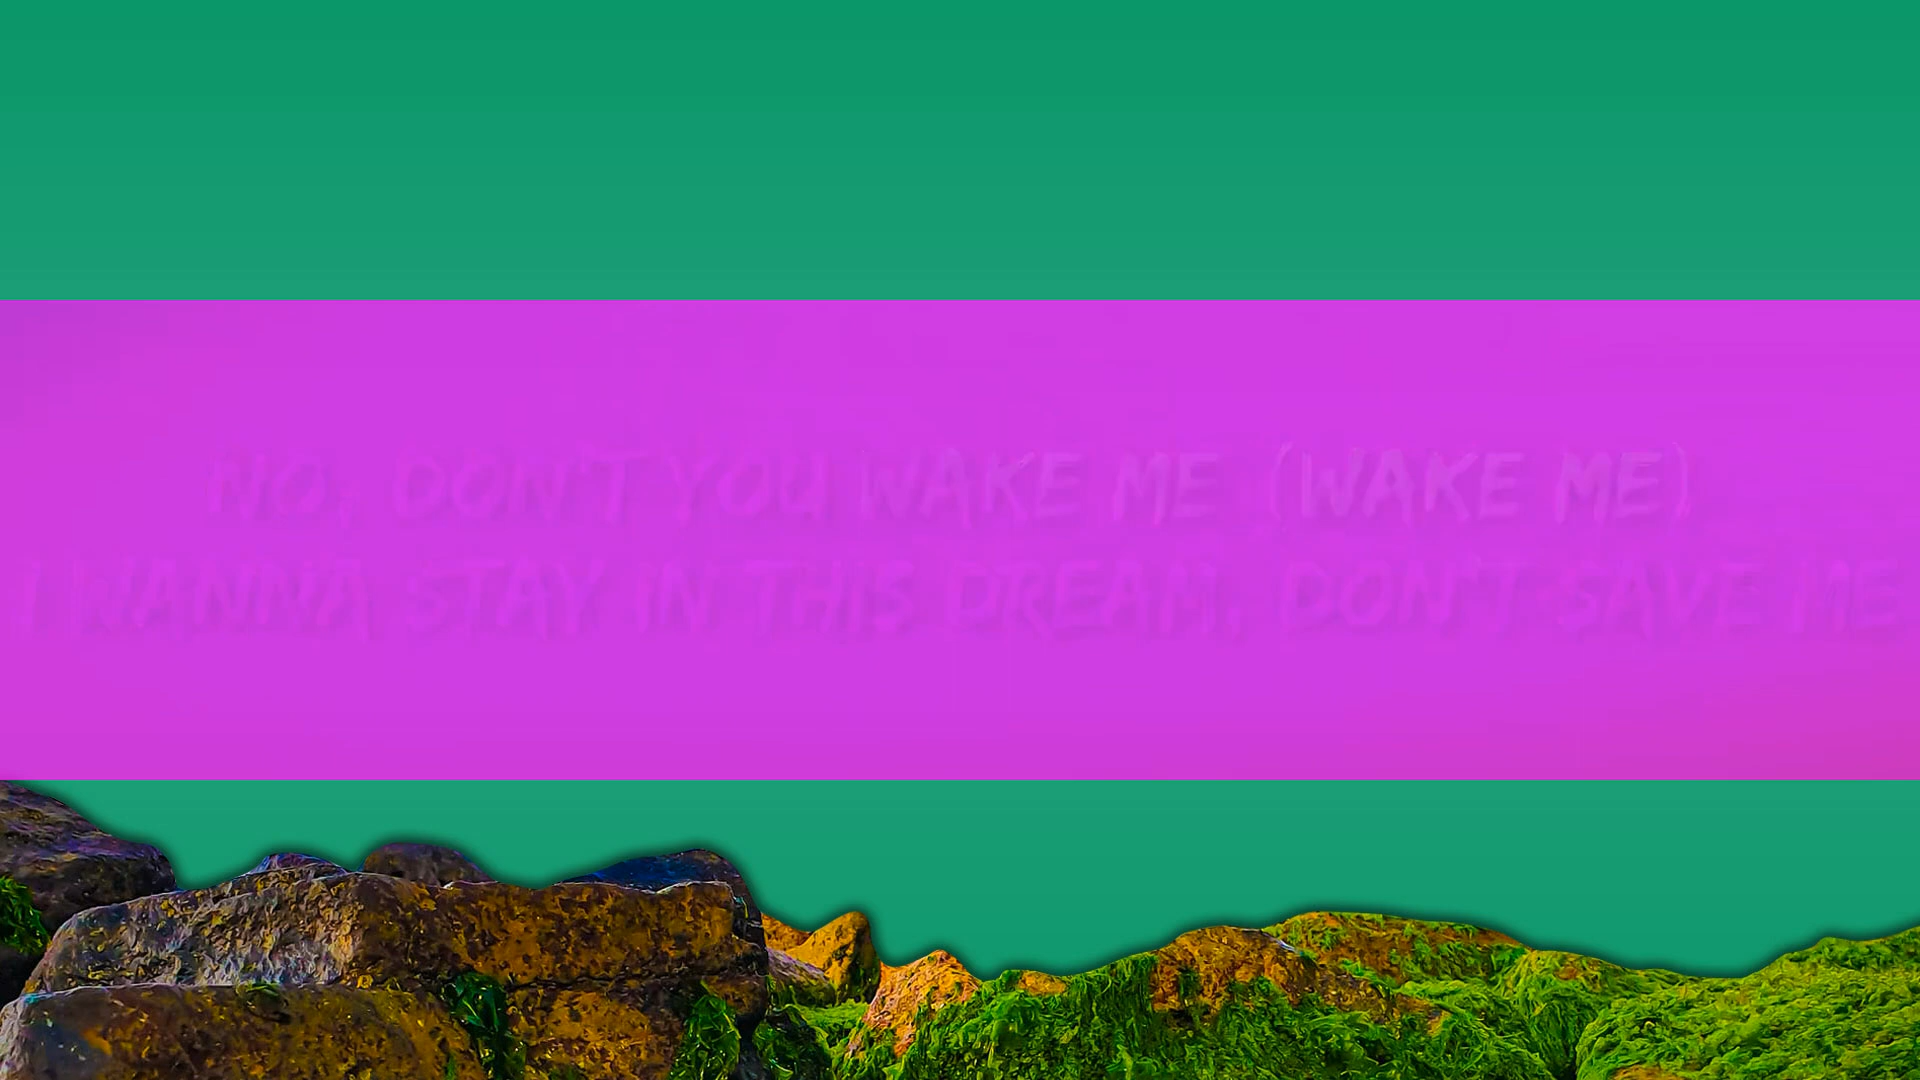 NO, DON'T YOU WAKE ME (WAKE ME)
I WANNA STAY IN THIS DREAM, DON'T SAVE ME